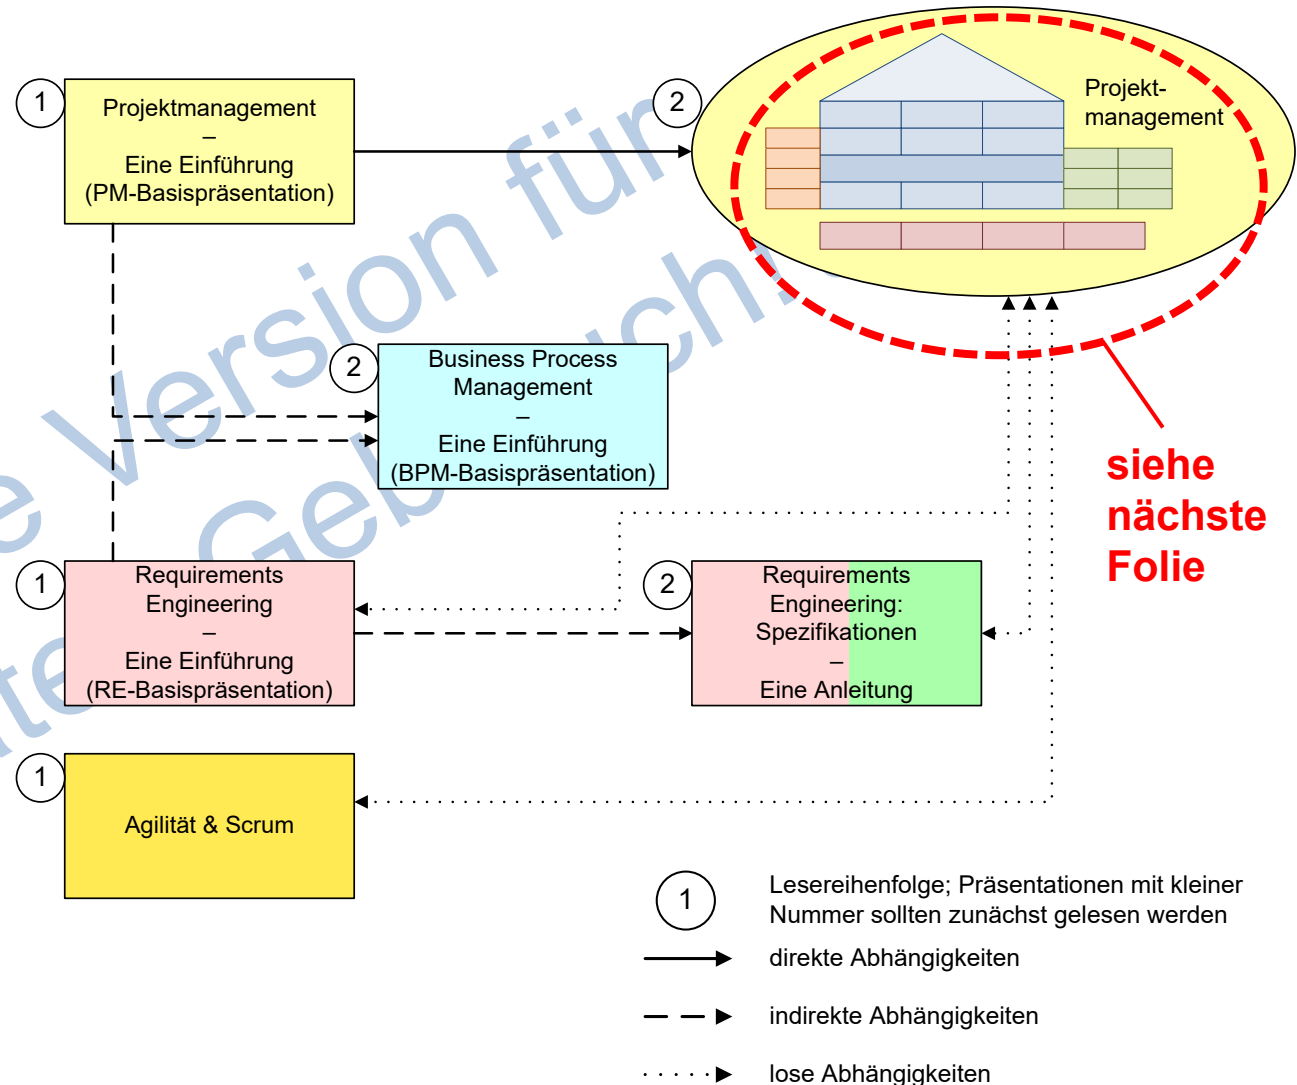 1
Projektmanagement
–
Eine Einführung
(PM-Basispräsentation)
2
Projekt-
management
2
Business Process
Management
–
Eine Einführung
(BPM-Basispräsentation)
siehe
nächste
Folie
1
Requirements
Engineering
–
Eine Einführung
(RE-Basispräsentation)
2
Requirements
Engineering:
Spezifikationen
–
Eine Anleitung
1
Agilität & Scrum
1
Lesereihenfolge; Präsentationen mit kleiner
Nummer sollten zunächst gelesen werden
direkte Abhängigkeiten
indirekte Abhängigkeiten
lose Abhängigkeiten
Version für